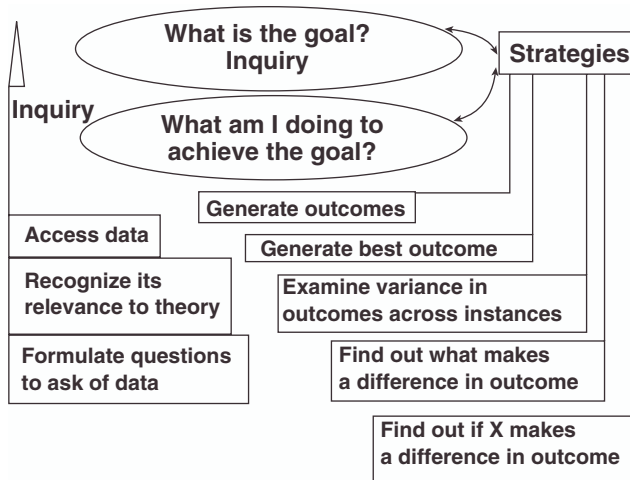 What is the goal?
Inquiry
Strategies
Inquiry
What am I doing to
achieve the goal?
Generate outcomes
Access data
Generate best outcome
Recognize its
relevance to theory
Examine variance in
outcomes across instances
Formulate questions
to ask of data
Find out what makes
a difference in outcome
Find out if X makes
a difference in outcome